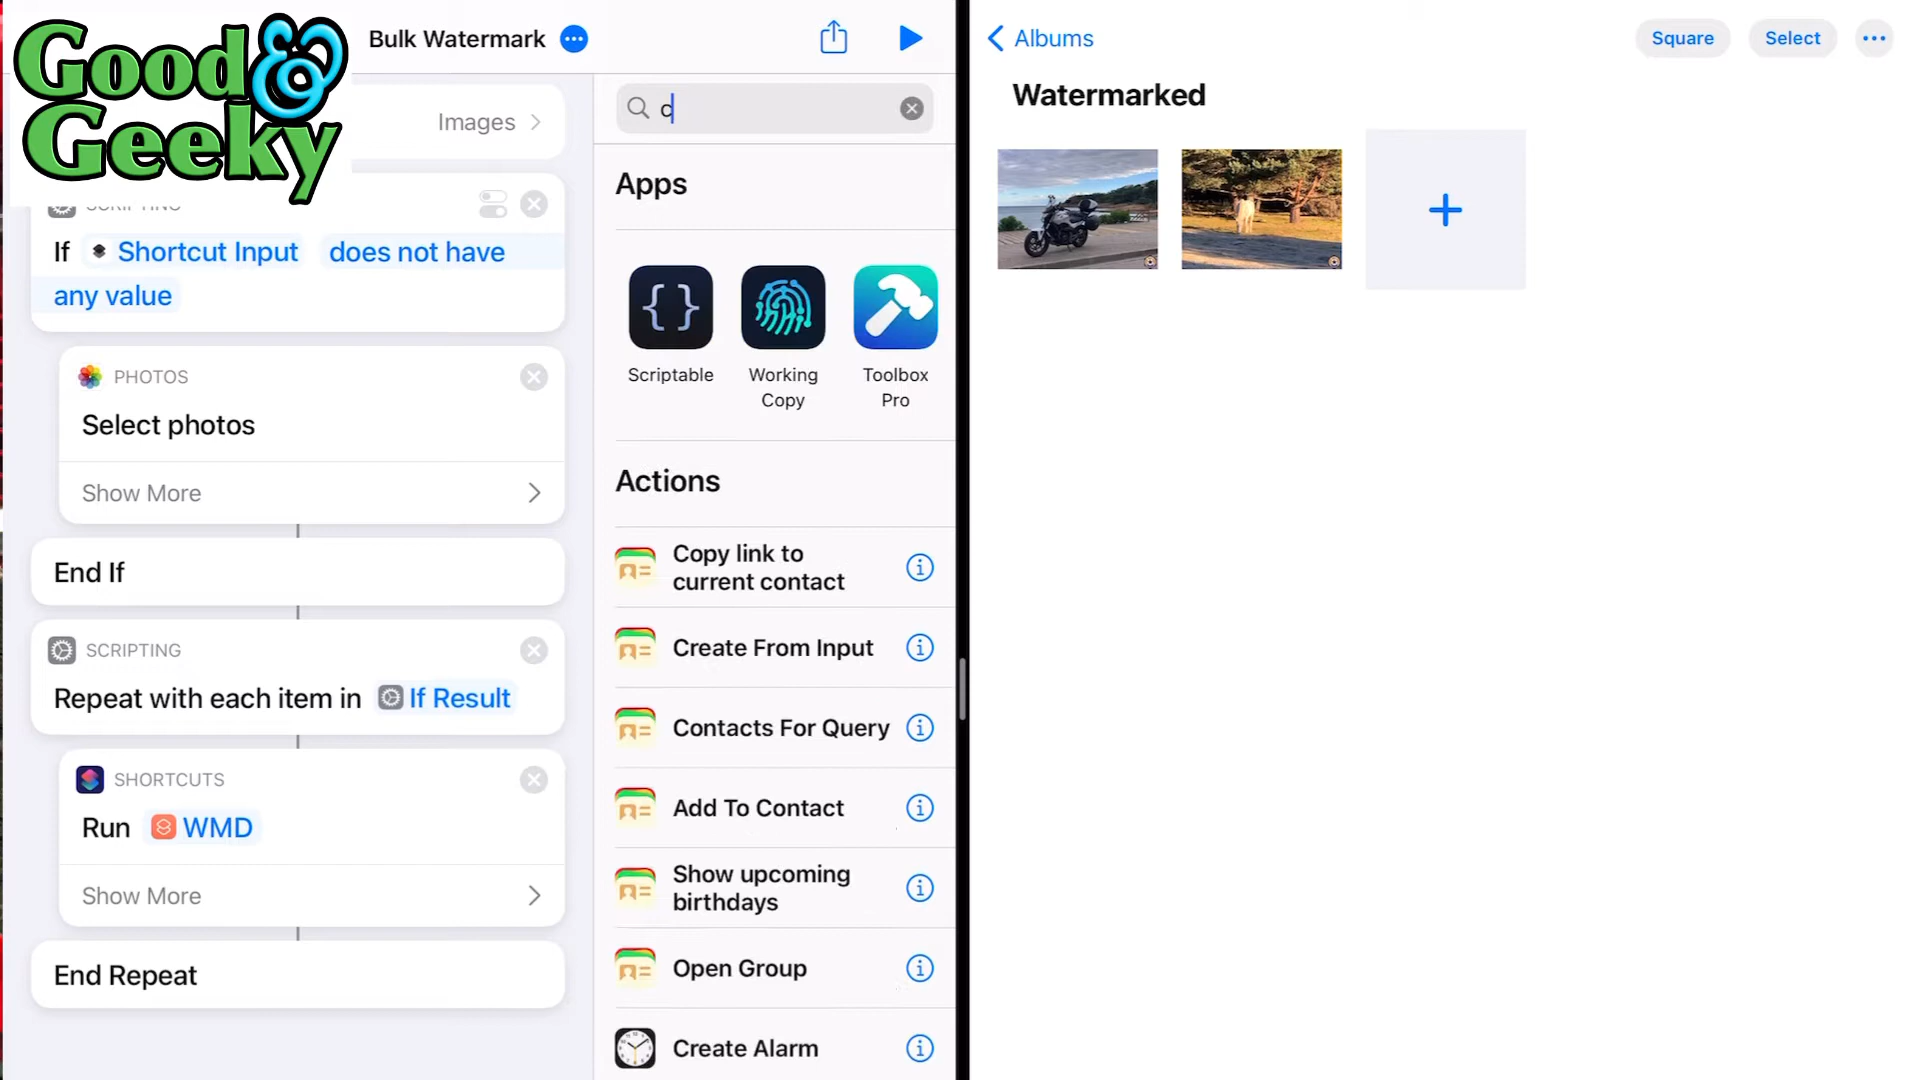 Good &
Geeky
Bulk Watermark
Images
SCRIPTING
If Shortcut Input does not have
any value
PHOTOS
Select photos
Show More
End If
SCRIPTING
Repeat with each item in If Result
SHORTCUTS
Run WMD
Show More
End Repeat
c
Apps
Scriptable
Working
Copy
Toolbox
Pro
Actions
Copy link to
current contact
Create From Input
Contacts For Query
Add To Contact
Show upcoming
birthdays
Open Group
Create Alarm
Albums
Square
Select
Watermarked